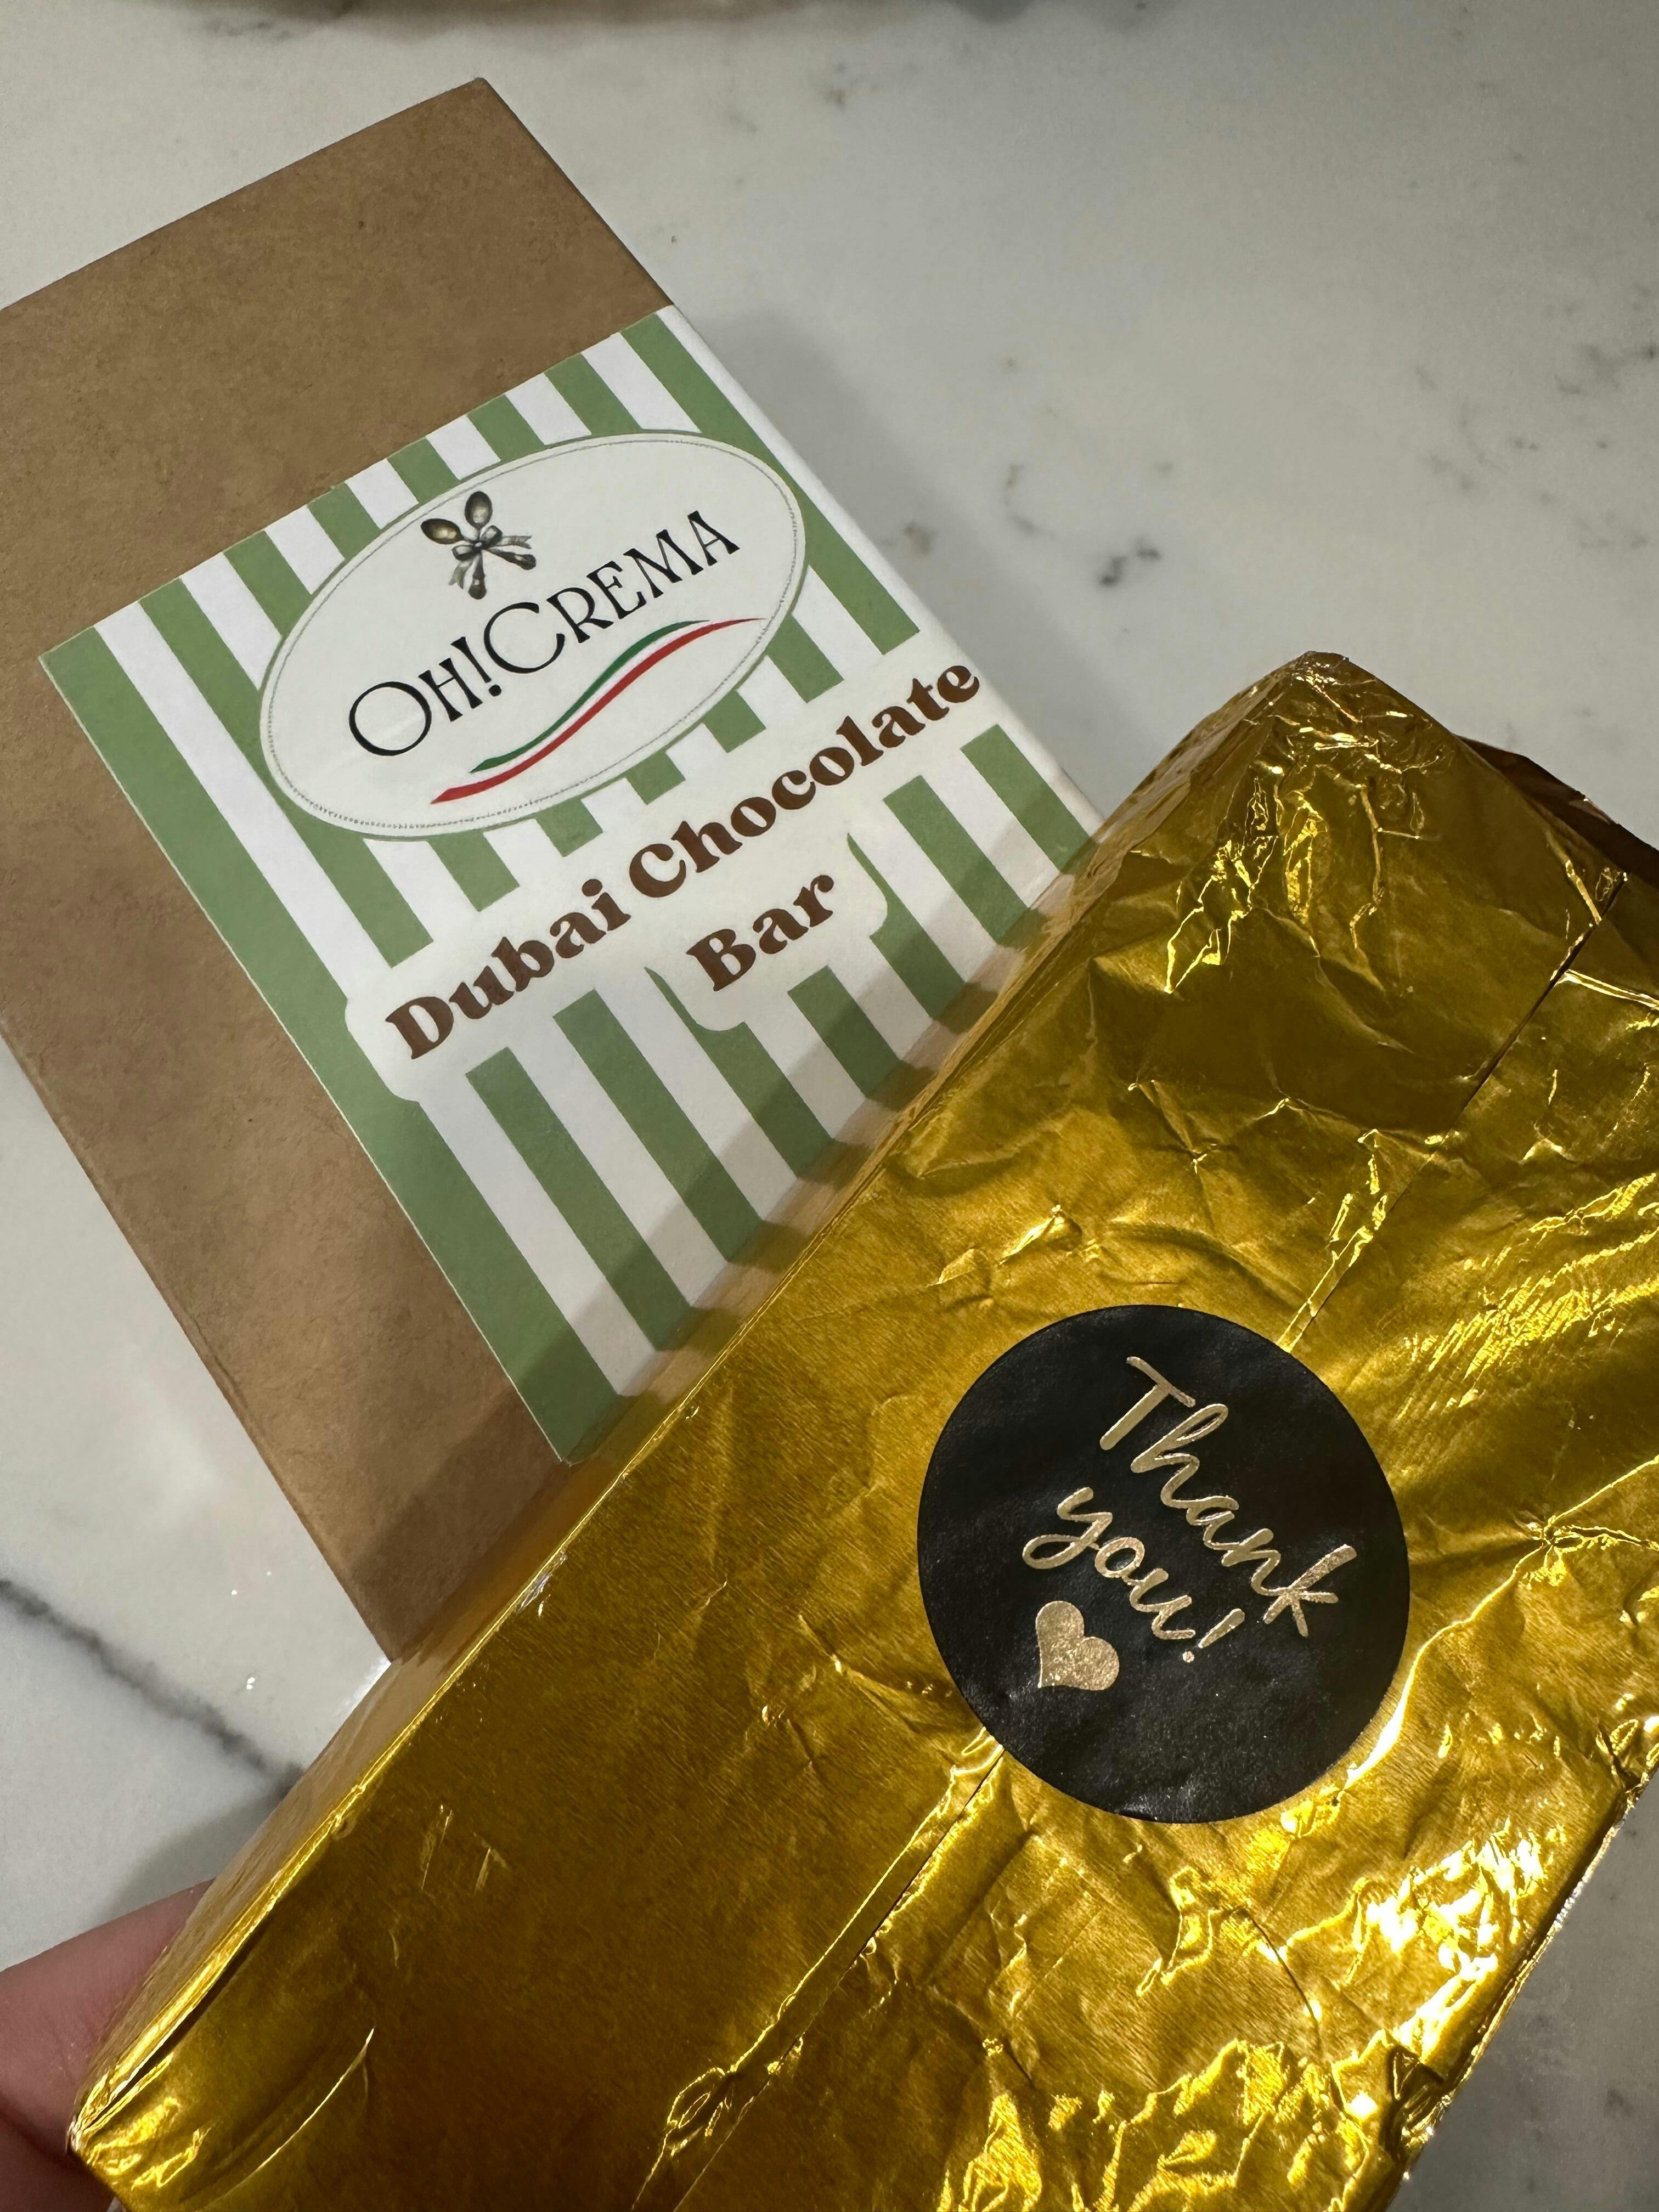 OH!CREMA
Dubai Chocolate
Bar
Thank
you!